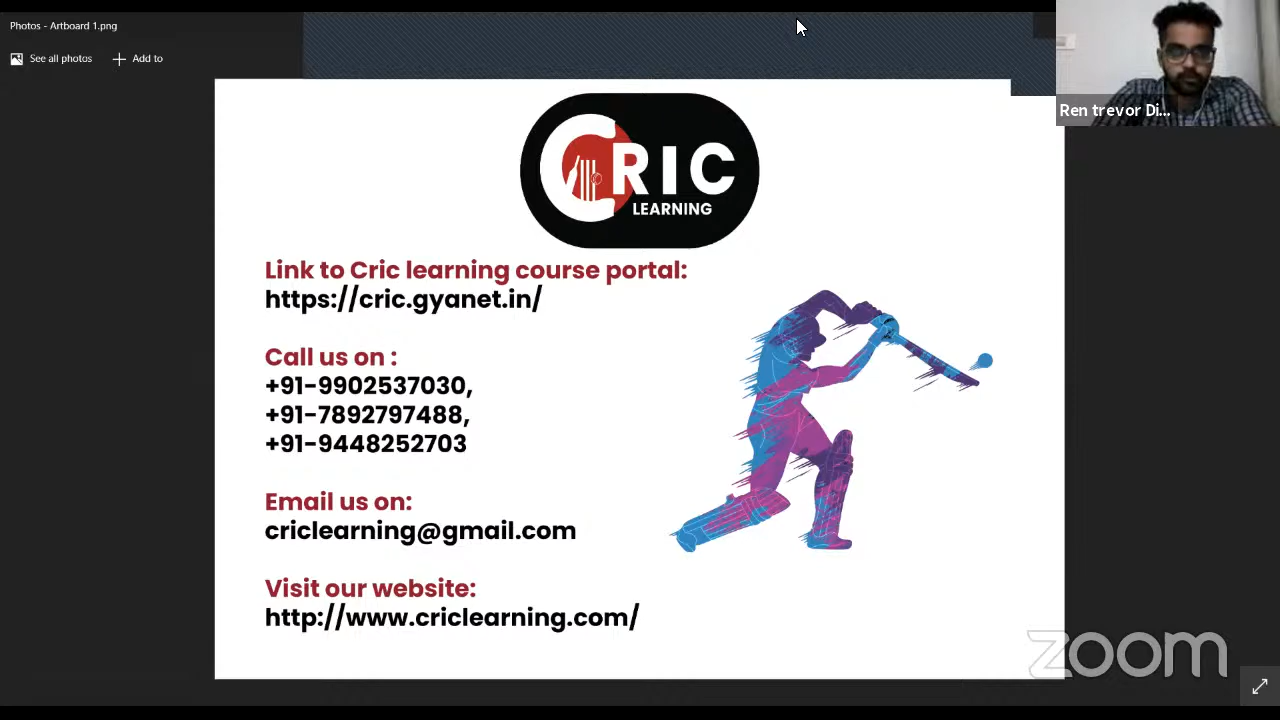 Photos - Artboard 1.png
See all photos
Add to
Ren trevor Di...
CRIC
LEARNING
Link to Cric learning course portal:
https://cric.gyanet.in/
Call us on :
+91-9902537030,
+91-7892797488,
+91-9448252703
Email us on:
criclearning@gmail.com
Visit our website:
http://www.criclearning.com/
zoom